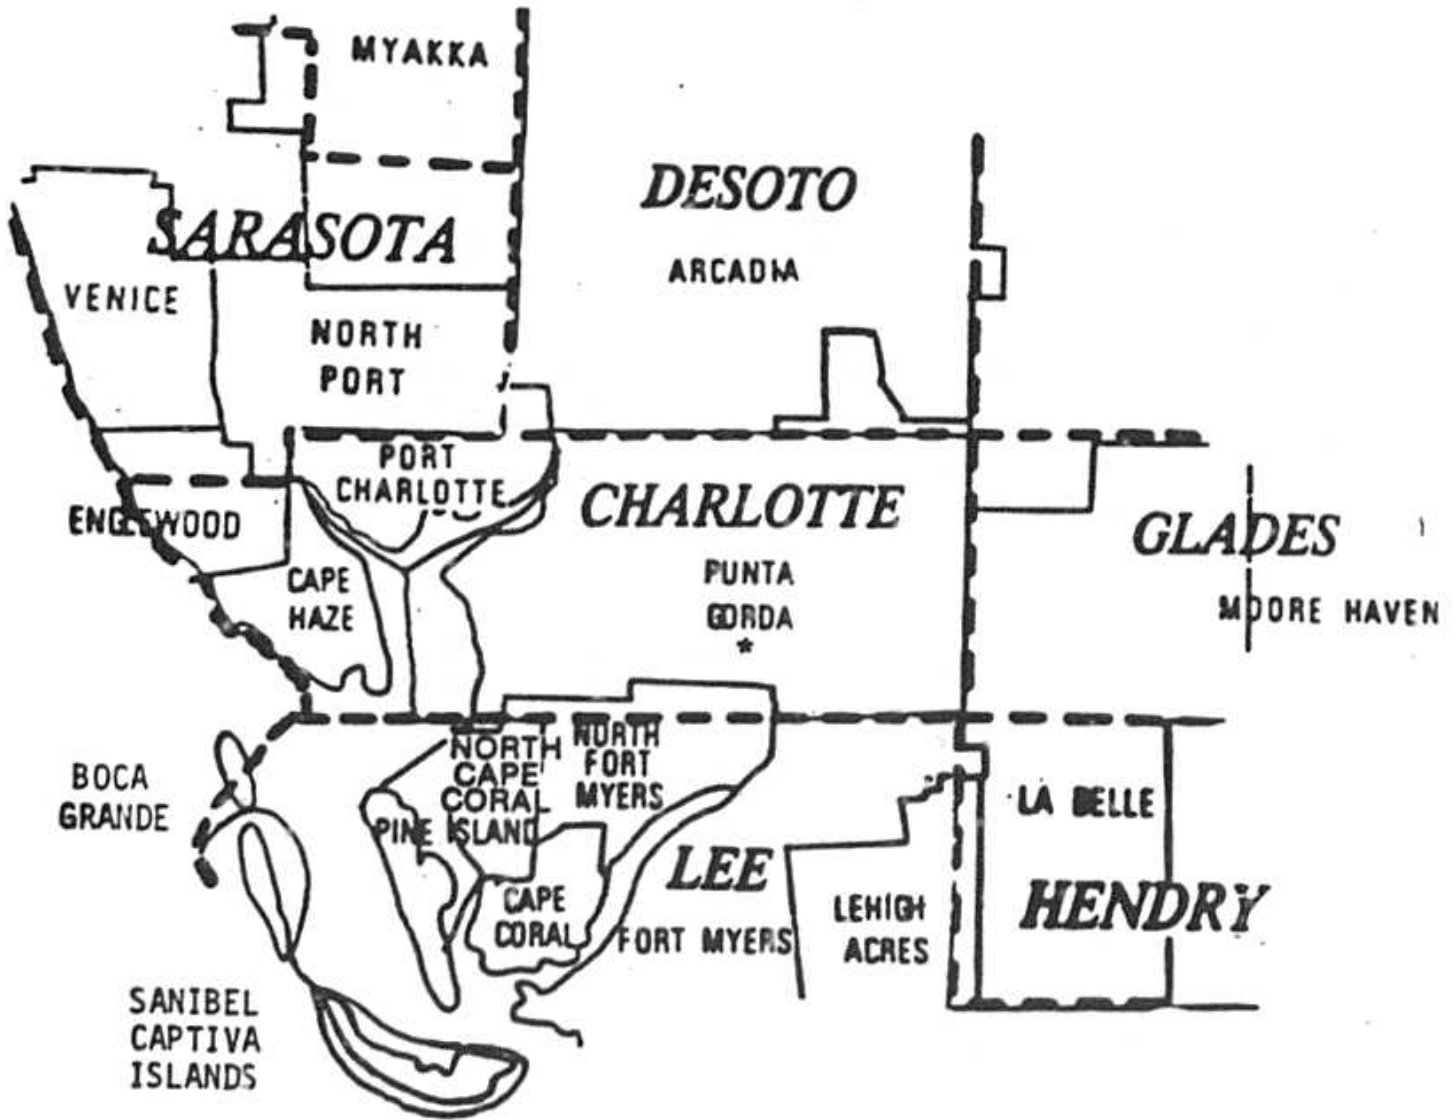 MYAKKA
DESOTO
SARASOTA
ARCADIA
VENICE
NORTH
PORT
PORT
CHARLOTTE
CHARLOTTE
ENGLEWOOD
GLADES
CAPE
HAZE
PUNTA
GORDA
*
MOORE HAVEN
NORTH
CAPE
CORAL
NORTH
FORT
MYERS
BOCA
GRANDE
PINE ISLAND
LA BELLE
LEE
CAPE
CORAL
FORT MYERS
LEHIGH
ACRES
HENDRY
SANIBEL
CAPTIVA
ISLANDS